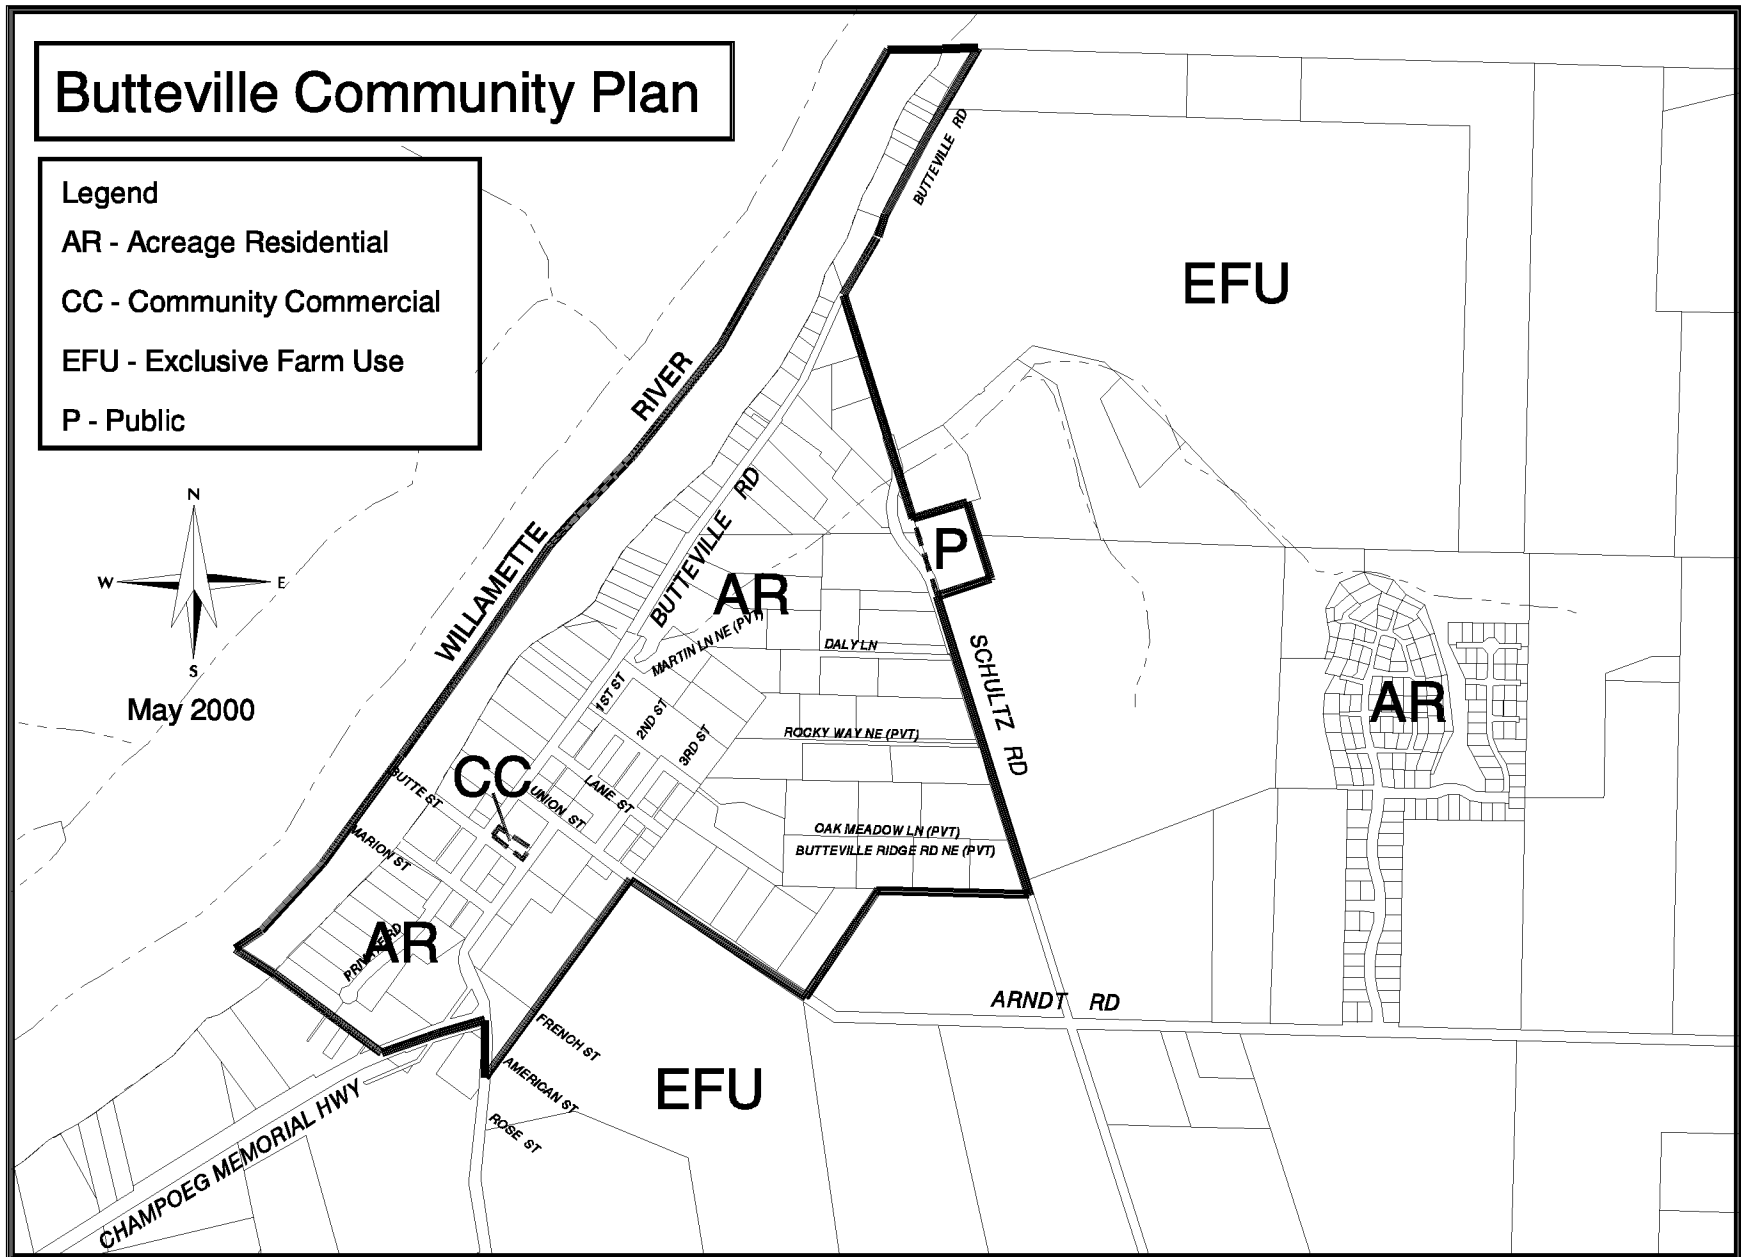 Butteville Community Plan
Legend
AR - Acreage Residential
CC - Community Commercial
EFU - Exclusive Farm Use
P - Public
N
W
E
S
May 2000
WILLAMETTE RIVER
BUTTEVILLE RD
EFU
BUTTEVILLE RD
P
AR
MARTIN LN NE (PVT)
DALY LN
SCHULTZ RD
AR
1ST ST
2ND ST
3RD ST
ROCKY WAY NE (PVT)
CC
BUTTE ST
UNION ST
LANE ST
MARION ST
OAK MEADOW LN (PVT)
BUTTEVILLE RIDGE RD NE (PVT)
AR
PRIVATE RD
ARNDT RD
FRENCH ST
AMERICAN ST
ROSE ST
EFU
CHAMPOEG MEMORIAL HWY